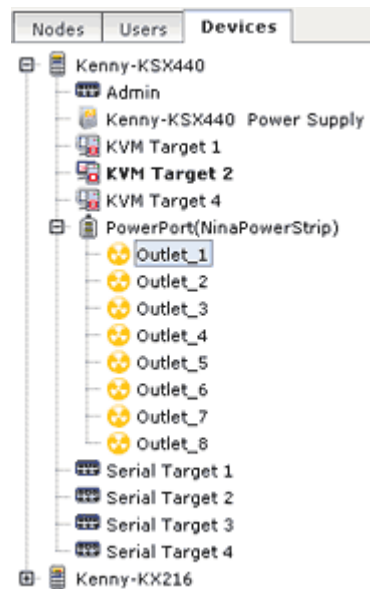 Nodes Users Devices
Kenny-KSX440
Admin
Kenny-KSX440 Power Supply
KVM Target 1
KVM Target 2
KVM Target 4
PowerPort(NinaPowerStrip)
Outlet_1
Outlet_2
Outlet_3
Outlet_4
Outlet_5
Outlet_6
Outlet_7
Outlet_8
Serial Target 1
Serial Target 2
Serial Target 3
Serial Target 4
Kenny-KX216